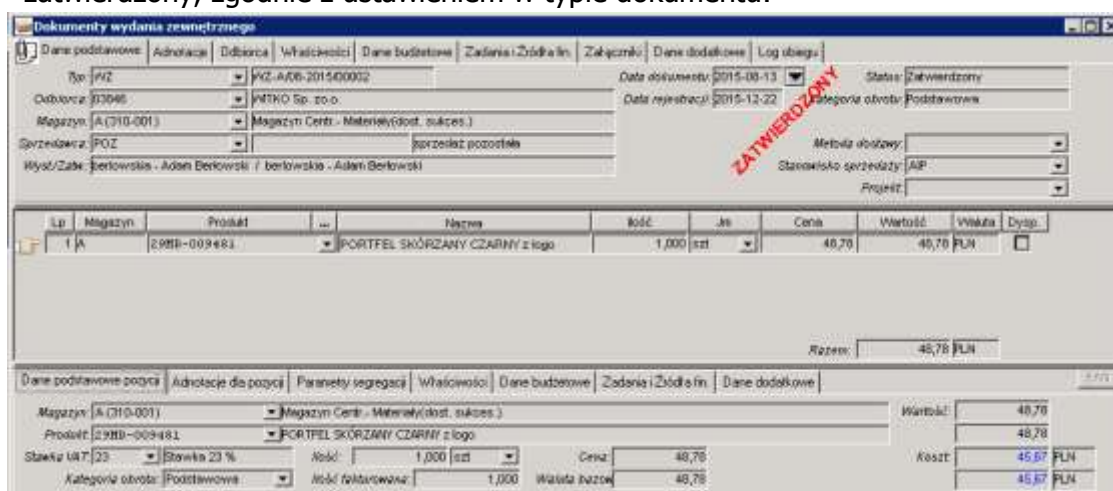 zatwierdzony, zgodnie z ustawieniem w typie dokumentu.
Dokumenty wydania zewnętrznego
Dane podstawowe Adnotacje Odbiorca Właściwości Dane budżetowe Zadania i Źródła fin. Załączniki Dane dodatkowe Log obiegu
Typ: WZ WZ-A/08-2015/00002 Data dokumentu: 2015-08-13 Status: Zatwierdzony
Odbiorca: 03846 WITKO Sp. zo.o. Data rejestracji: 2015-12-22 Kategoria obrotu: Podstawowa
Magazyn: A (310-001) Magazyn Centr.- Materiały(dost. sukces.)
ZATWIERDZONY
Sprzedawca: POZ sprzedaż pozostała Metoda dostawy:
Wyst./Zatw.: berlowskia - Adam Berlowski / berlowskia - Adam Berlowski Stanowisko sprzedaży: AIP
Projekt:
Lp Magazyn Produkt ... Nazwa Ilość Jm Cena Wartość Waluta Dysp.
1 A 29MD-009481 PORTFEL SKÓRZANY CZARNY z logo 1,000 szt 48,78 48,78 PLN
Razem: 48,78 PLN
Dane podstawowe pozycji Adnotacje dla pozycji Parametry segregacji Właściwości Dane budżetowe Zadania i Źródła fin. Dane dodatkowe
Magazyn: A (310-001) Magazyn Centr.- Materiały(dost. sukces.) Wartość: 48,78
Produkt: 29MD-009481 PORTFEL SKÓRZANY CZARNY z logo 48,78
Stawka VAT: 23 Stawka 23 % Ilość: 1,000 szt Cena: 48,78 Koszt: 45,67 PLN
Kategoria obrotu: Podstawowa Ilość fakturowana: 1,000 Waluta bazow 48,78 45,67 PLN